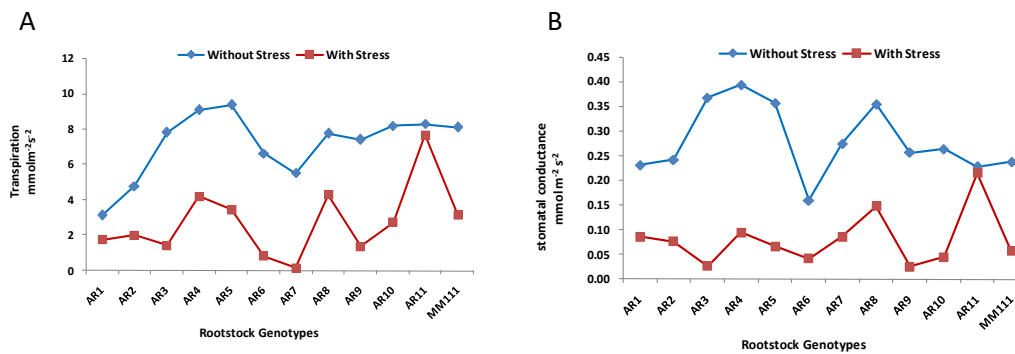 A
Without Stress With Stress
Transpiration
mmolm⁻²s⁻²
12
10
8
6
4
2
0
AR1 AR2 AR3 AR4 AR5 AR6 AR7 AR8 AR9 AR10 AR11 MM111
Rootstock Genotypes
B
Without Stress With Stress
stomatal conductance
mmol m⁻² s⁻²
0.45
0.40
0.35
0.30
0.25
0.20
0.15
0.10
0.05
0.00
AR1 AR2 AR3 AR4 AR5 AR6 AR7 AR8 AR9 AR10 AR11 MM111
Rootstock Genotypes